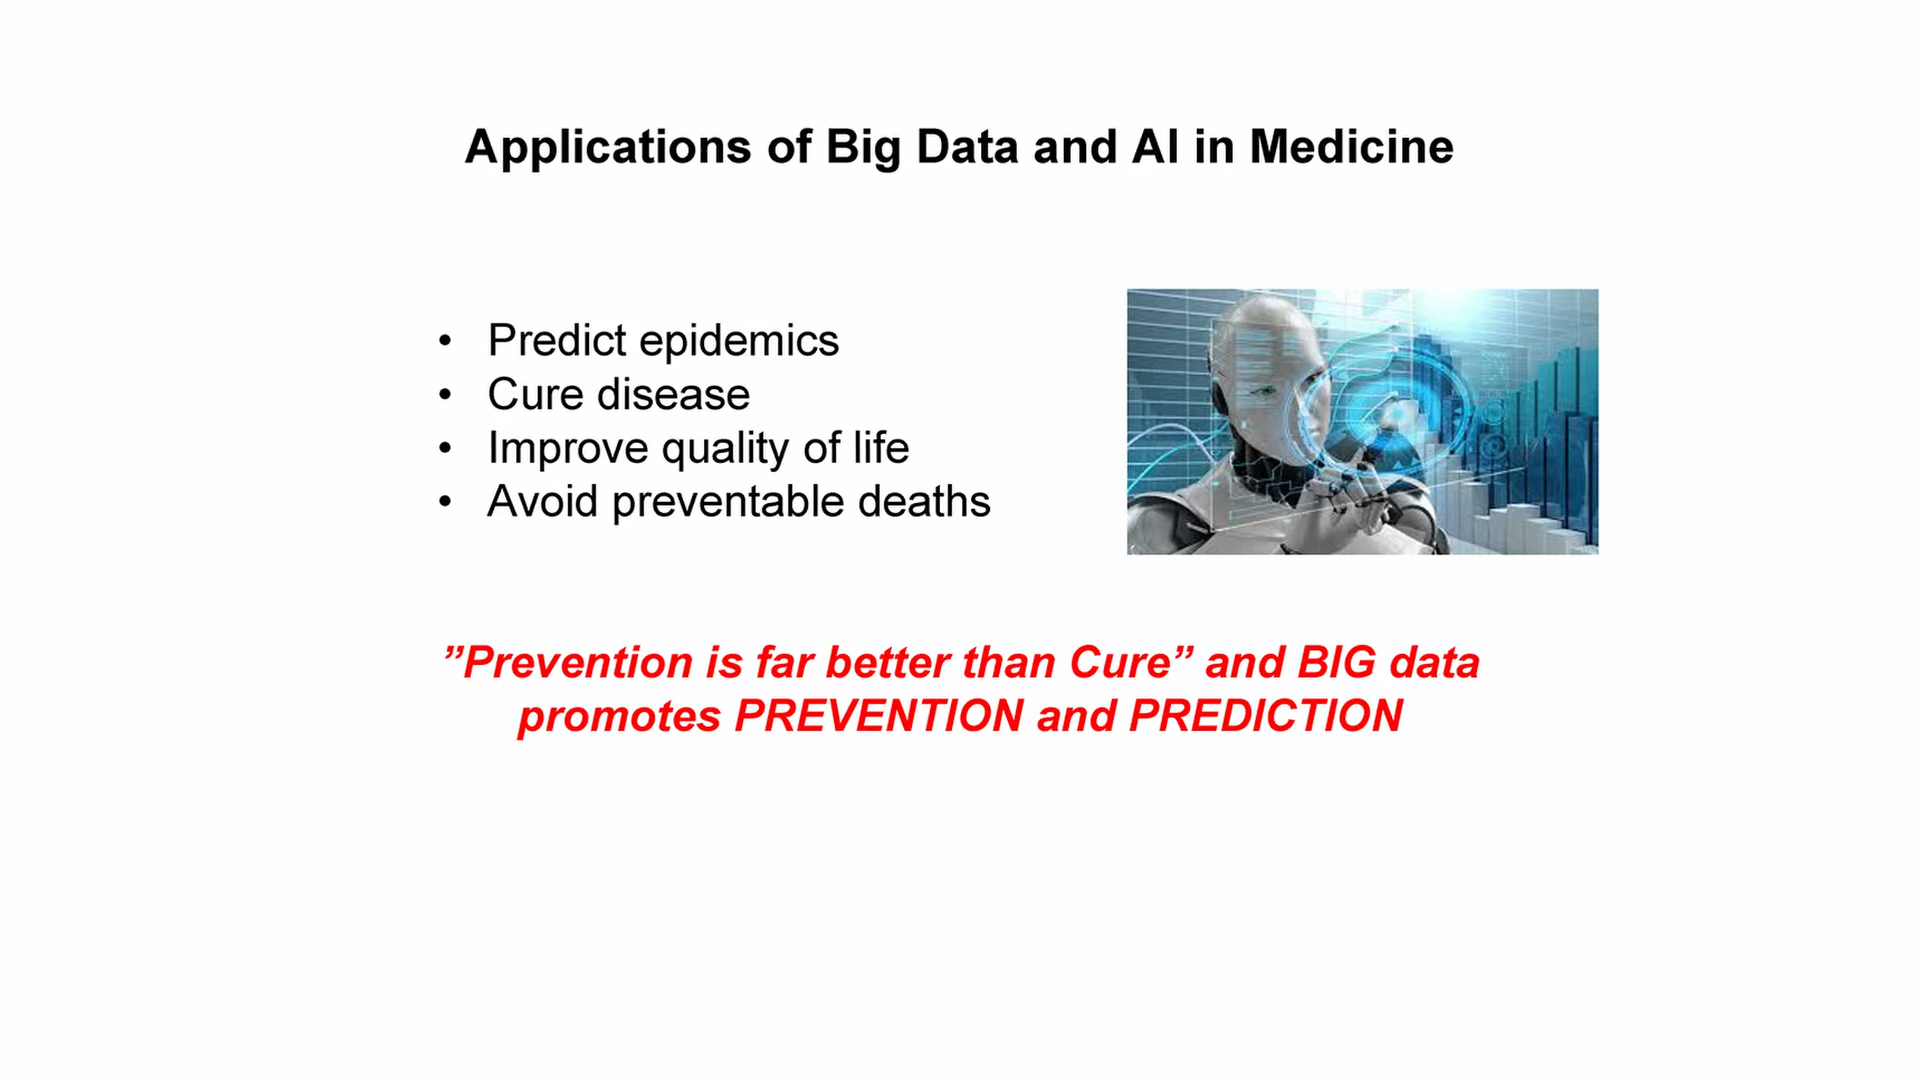 Applications of Big Data and AI in Medicine
• Predict epidemics
• Cure disease
• Improve quality of life
• Avoid preventable deaths
”Prevention is far better than Cure” and BIG data
promotes PREVENTION and PREDICTION